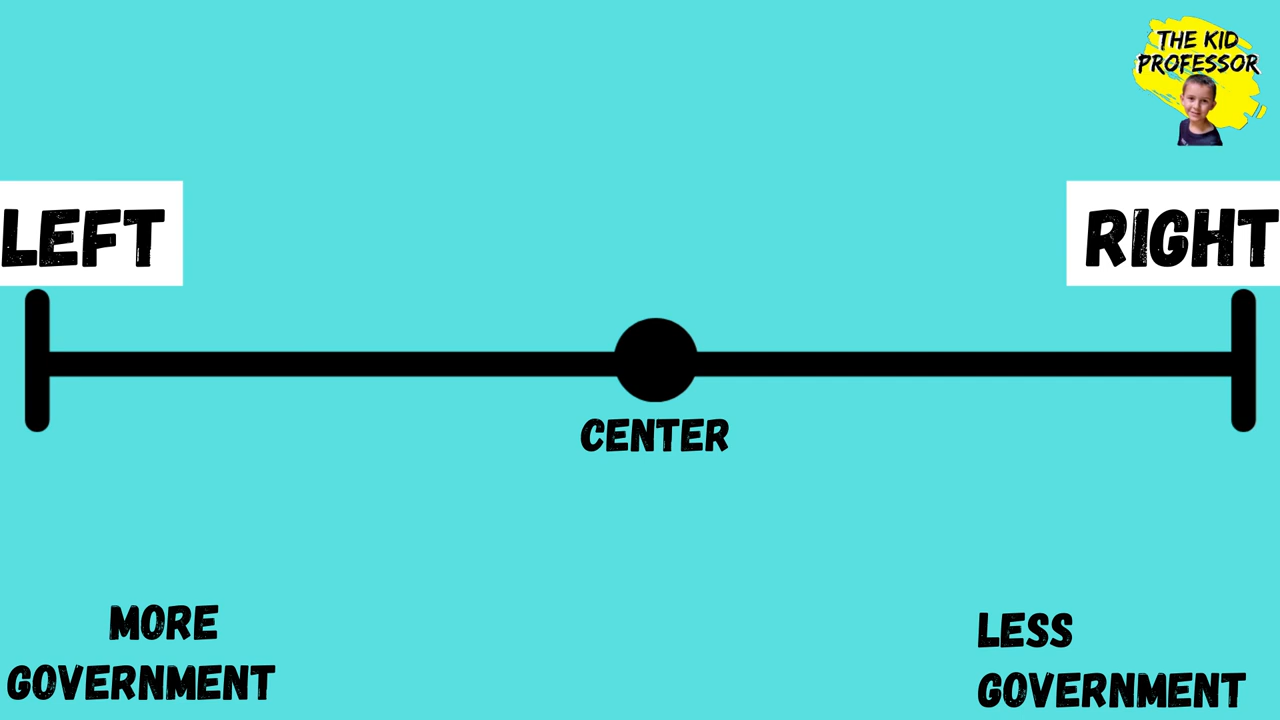 THE KID
PROFESSOR
LEFT
RIGHT
CENTER
MORE
GOVERNMENT
LESS
GOVERNMENT